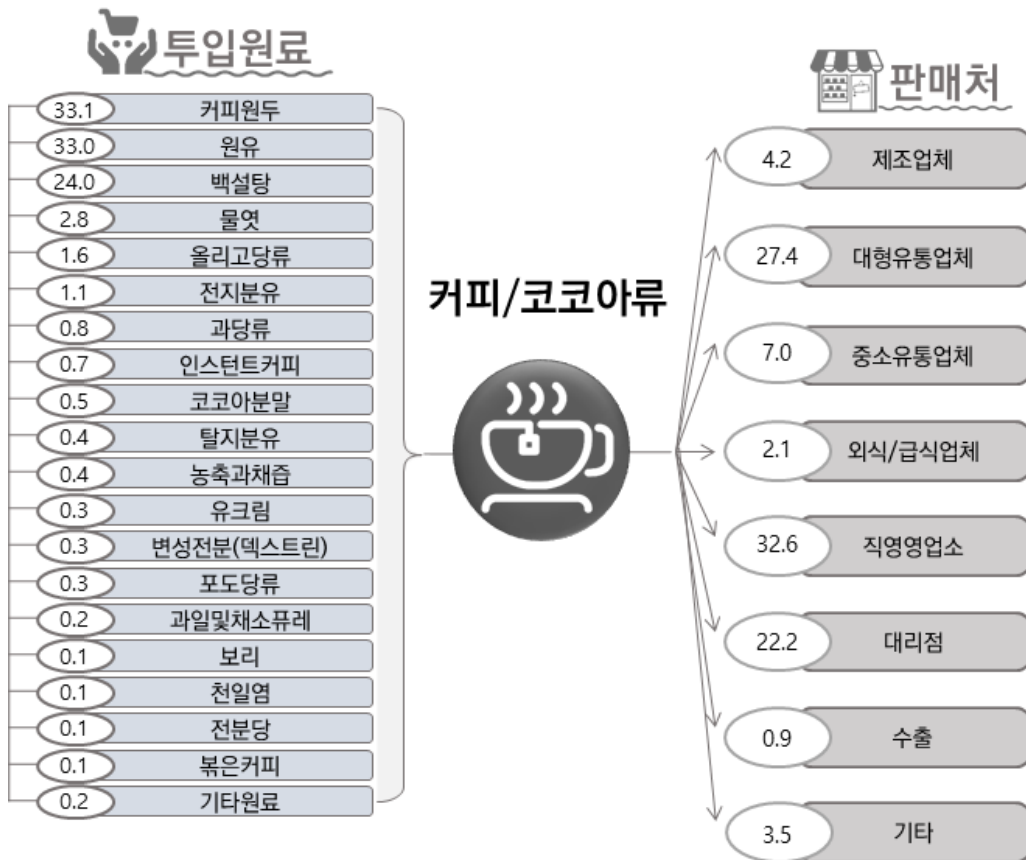 투입원료
33.1 커피원두
33.0 원유
24.0 백설탕
2.8 물엿
1.6 올리고당류
1.1 전지분유
0.8 과당류
0.7 인스턴트커피
0.5 코코아분말
0.4 탈지분유
0.4 농축과채즙
0.3 유크림
0.3 변성전분(덱스트린)
0.3 포도당류
0.2 과일및채소퓨레
0.1 보리
0.1 천일염
0.1 전분당
0.1 볶은커피
0.2 기타원료
커피/코코아류
판매처
4.2 제조업체
27.4 대형유통업체
7.0 중소유통업체
2.1 외식/급식업체
32.6 직영영업소
22.2 대리점
0.9 수출
3.5 기타